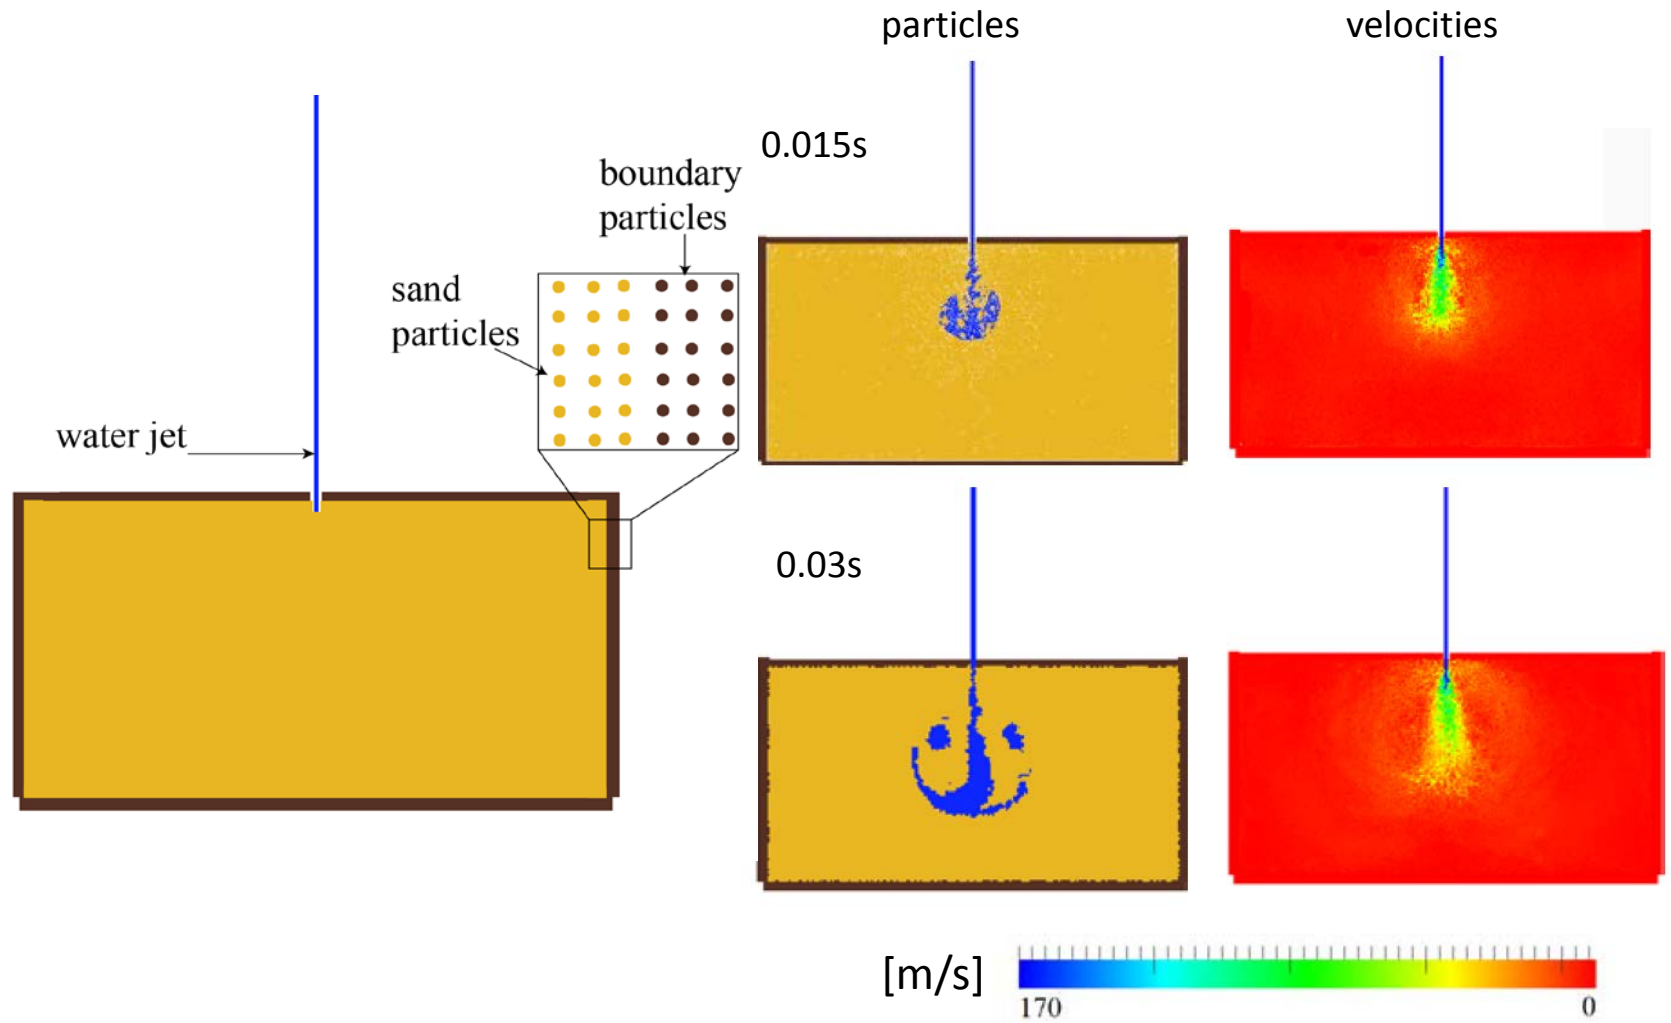 particles
velocities
0.015s
boundary
particles
sand
particles
water jet
0.03s
[m/s]
170
0